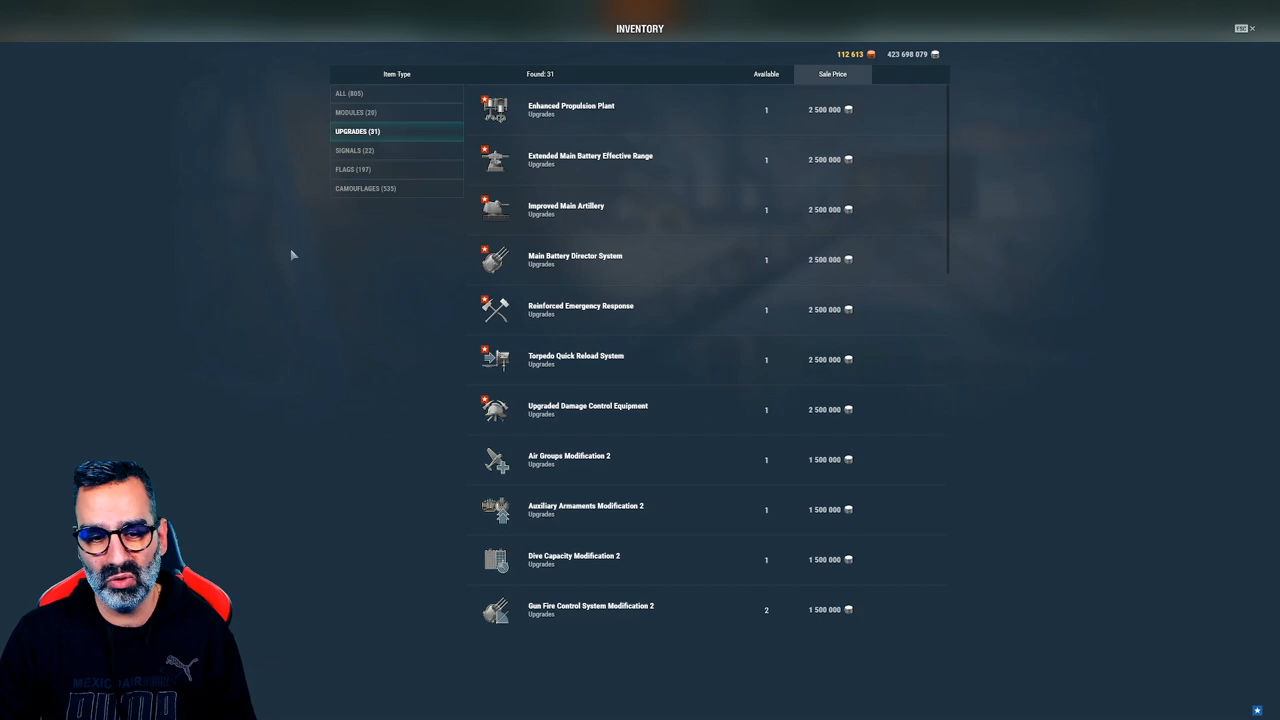 INVENTORY
ESC ×
112 613
423 698 079
Item Type
Found: 31
Available
Sale Price
ALL (805)
MODULES (20)
UPGRADES (31)
SIGNALS (22)
FLAGS (197)
CAMOUFLAGES (535)
Enhanced Propulsion Plant
Upgrades
1
2 500 000
Extended Main Battery Effective Range
Upgrades
1
2 500 000
Improved Main Artillery
Upgrades
1
2 500 000
Main Battery Director System
Upgrades
1
2 500 000
Reinforced Emergency Response
Upgrades
1
2 500 000
Torpedo Quick Reload System
Upgrades
1
2 500 000
Upgraded Damage Control Equipment
Upgrades
1
2 500 000
Air Groups Modification 2
Upgrades
1
1 500 000
Auxiliary Armaments Modification 2
Upgrades
1
1 500 000
Dive Capacity Modification 2
Upgrades
1
1 500 000
Gun Fire Control System Modification 2
Upgrades
2
1 500 000